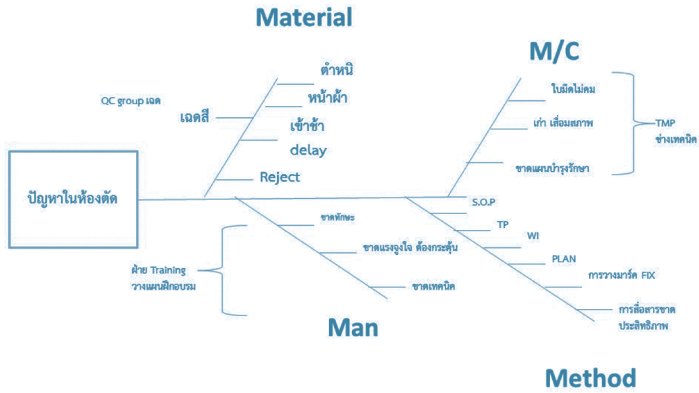 Material
M/C
ตำหนิ
หน้าผ้า
QC group เฉด
เฉดสี
เข้าช้า
delay
Reject
ใบมีดไม่คม
เก่า เสื่อมสภาพ
TMP
ช่างเทคนิค
ขาดแผนบำรุงรักษา
ปัญหาในห้องตัด
S.O.P
TP
WI
PLAN
การวางมาร์ค FIX
การสื่อสารขาด
ประสิทธิภาพ
ขาดทักษะ
ขาดแรงจูงใจ ต้องกระตุ้น
ขาดเทคนิค
ฝ่าย Training
วางแผนฝึกอบรม
Man
Method